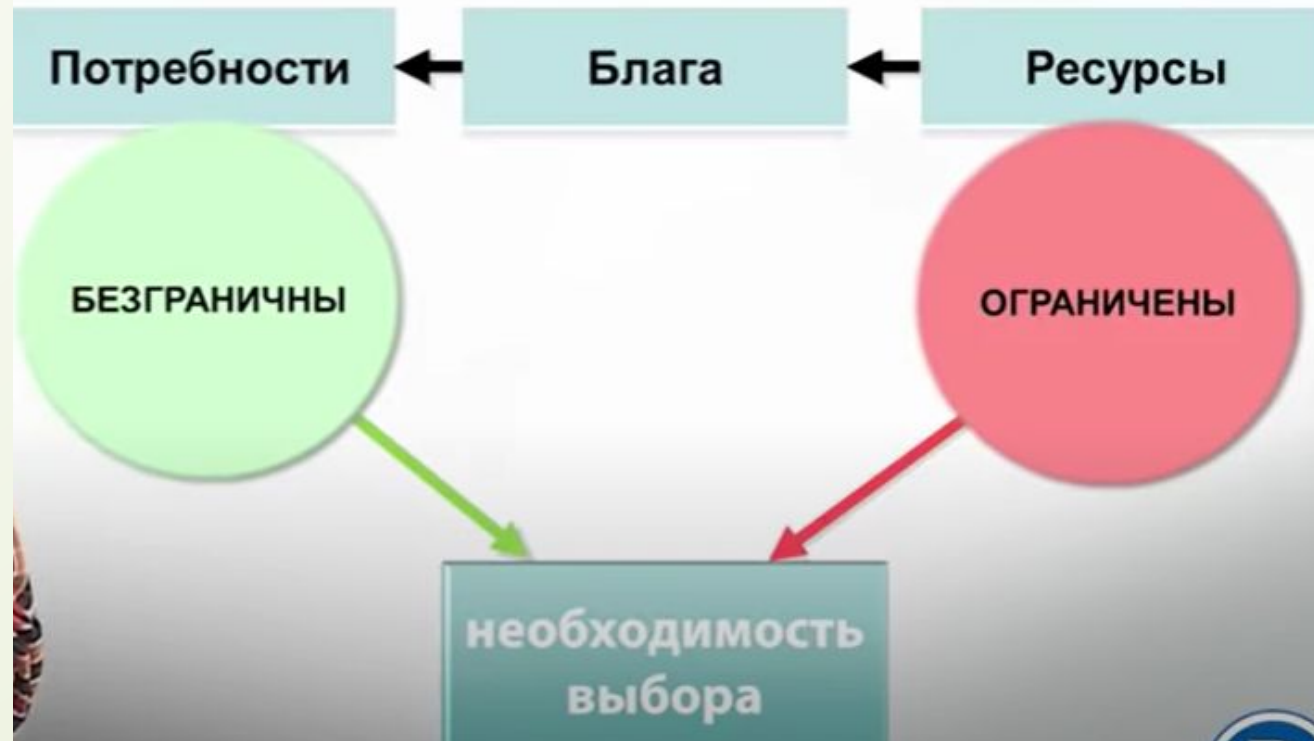 Потребности
Блага
Ресурсы
БЕЗГРАНИЧНЫ
ОГРАНИЧЕНЫ
необходимость
выбора